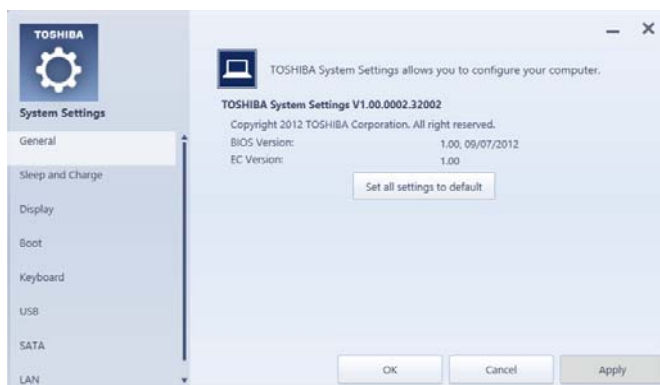 TOSHIBA
System Settings
General
Sleep and Charge
Display
Boot
Keyboard
USB
SATA
LAN
TOSHIBA System Settings allows you to configure your computer.
TOSHIBA System Settings V1.00.0002.32002
Copyright 2012 TOSHIBA Corporation. All right reserved.
BIOS Version: 1.00, 09/07/2012
EC Version: 1.00
Set all settings to default
OK Cancel Apply